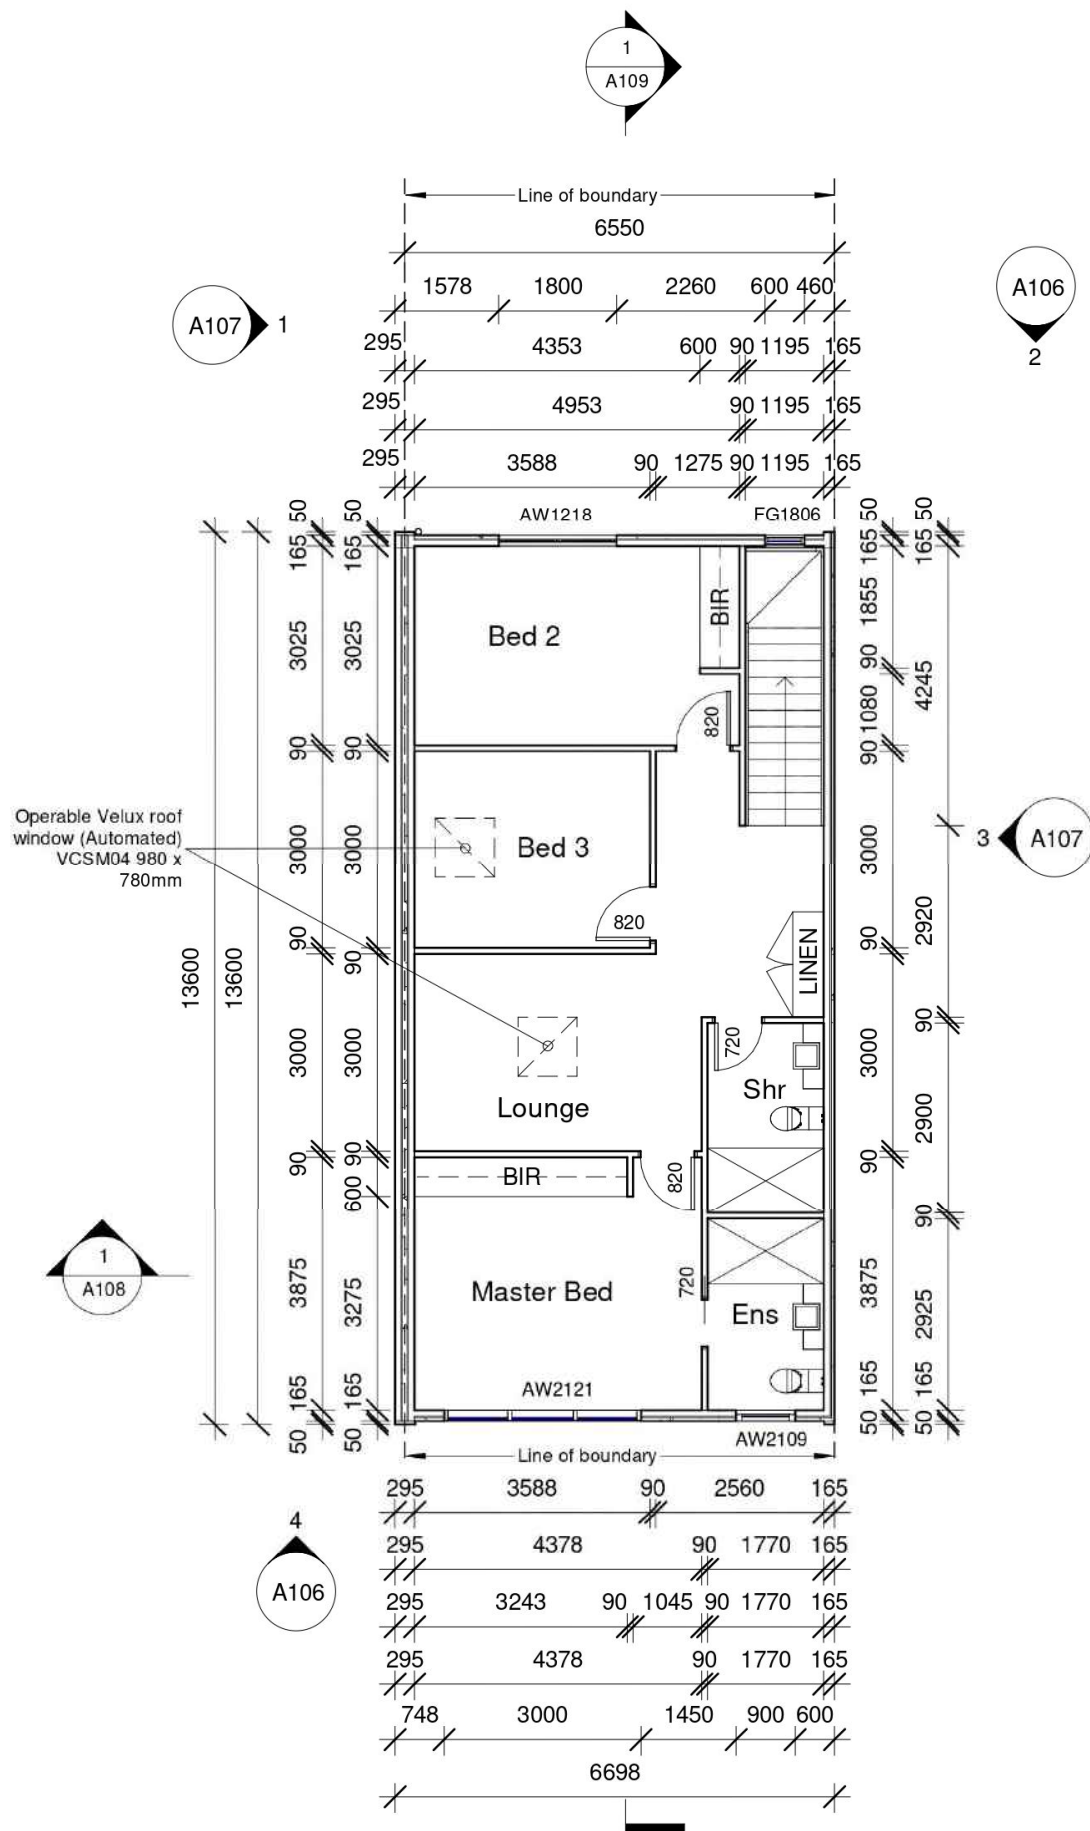 1
A109
Line of boundary
6550
1578 1800 2260 600 460
A107 1
A106
2
295 4353 600 90 1195 165
295 4953 90 1195 165
295 3588 90 1275 90 1195 165
AW1218 FG1806
50 165 3025 90 3000 90 3000 90 3875 165 50
50 165 3025 90 3000 90 3000 90 600 3275 165 50
13600
13600
Bed 2
BIR
820
Operable Velux roof
window (Automated)
VCSM04 980 x
780mm
Bed 3
820
LINEN
720
Shr
Lounge
BIR
820
1
A108
Master Bed
720
Ens
AW2121
AW2109
50 165 1855 90 1080 90 3000 90 3000 90 3875 165 50
50 165 4245 2920 90 2900 90 2925 165 50
3 A107
Line of boundary
295 3588 90 2560 165
4
A106
295 4378 90 1770 165
295 3243 90 1045 90 1770 165
295 4378 90 1770 165
748 3000 1450 900 600
6698